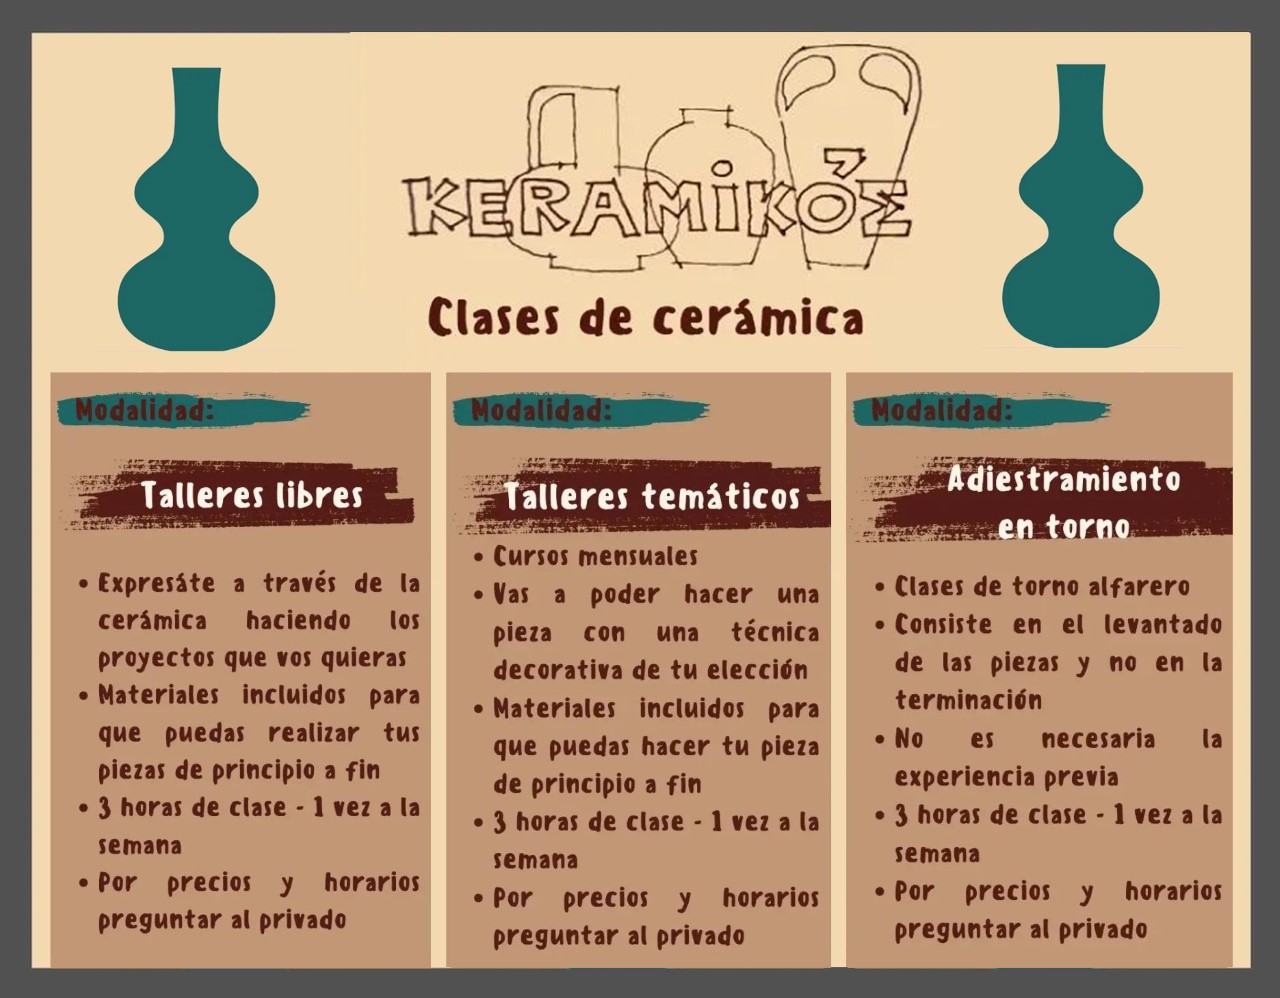 KERAMiKÓΣ
Clases de cerámica
Modalidad:
Talleres libres
• Expresáte a través de la
cerámica haciendo los
proyectos que vos quieras
• Materiales incluidos para
que puedas realizar tus
piezas de principio a fin
• 3 horas de clase - 1 vez a la
semana
• Por precios y horarios
preguntar al privado
Modalidad:
Talleres temáticos
• Cursos mensuales
• Vas a poder hacer una
pieza con una técnica
decorativa de tu elección
• Materiales incluidos para
que puedas hacer tu pieza
de principio a fin
• 3 horas de clase - 1 vez a la
semana
• Por precios y horarios
preguntar al privado
Modalidad:
Adiestramiento
en torno
• Clases de torno alfarero
• Consiste en el levantado
de las piezas y no en la
terminación
• No es necesaria la
experiencia previa
• 3 horas de clase - 1 vez a la
semana
• Por precios y horarios
preguntar al privado